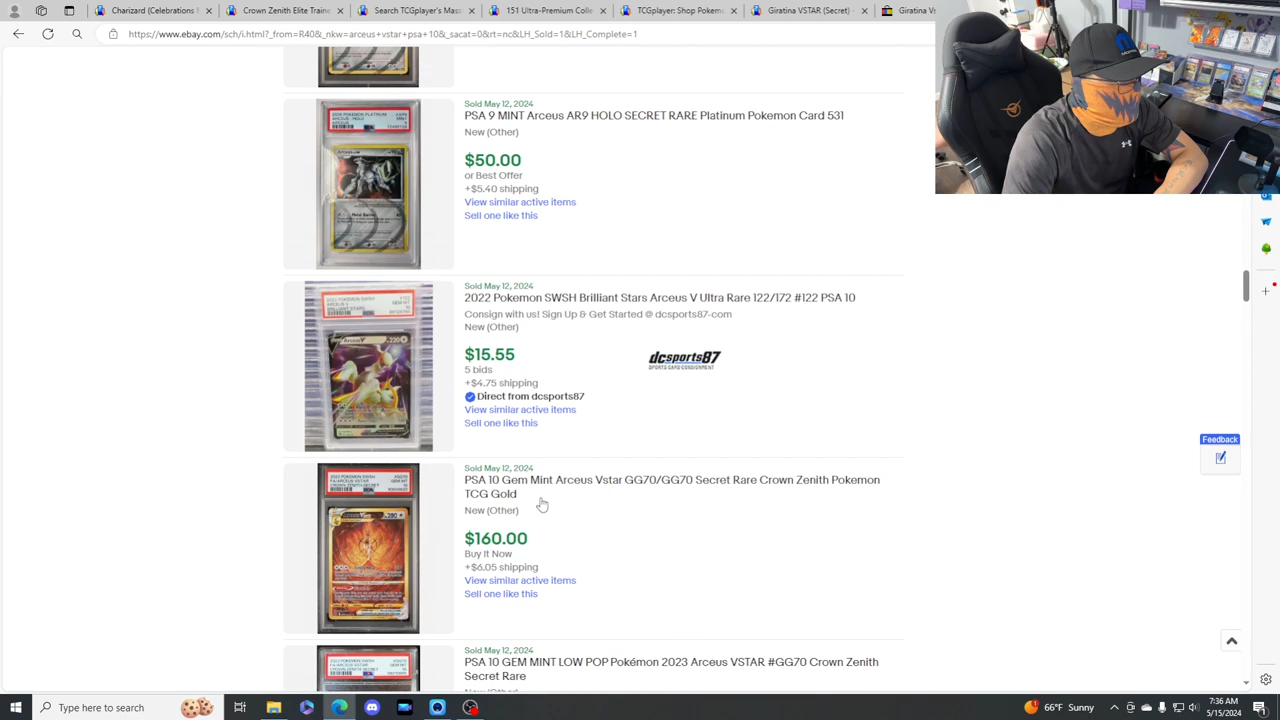 Charizard (Celebrations
Crown Zenith Elite Traine
Search TCGplayer's Mas
151 Ultra-Premium Colle
TCGplayer: Shop Pokem
Giratina VSTAR (Secret)
Giratina VS
https://www.ebay.com/sch/i.html?_from=R40&_nkw=arceus+vstar+psa+10&_sacat=0&rt=nc&LH_Sold=1&LH_Complete=1
Sold May 12, 2024
PSA 9 MINT Arceus AR9 HOLO SECRET RARE Platinum Pokemon Card 531
New (Other)
$50.00
or Best Offer
+$5.40 shipping
View similar active items
Sell one like this
Sold May 12, 2024
2022 Pokemon SWSH Brilliant Stars Arceus V Ultra Rare 122/172 #122 PSA 10
Consign with us! Sign Up & Get Started @ dcsports87-com
New (Other)
$15.55
5 bids
+$4.75 shipping
Direct from dcsports87
View similar active items
Sell one like this
dcsports87
SPORTS CARD CONSIGNMENT
Feedback
Sold May 12, 2024
PSA 10 Gem Mint Arceus Vstar GG70/GG70 Secret Rare Crown Zenith Pokemon
TCG Gold
New (Other)
$160.00
Buy It Now
+$6.05 shipping
View similar active items
Sell one like this
Sold May 12, 2024
PSA 10 GEM MINT LOW
Pokemon 2023 Arceus VSTAR
Crown Zenith
Secret Rare
Type here to search
66°F Sunny
7:36 AM
5/15/2024